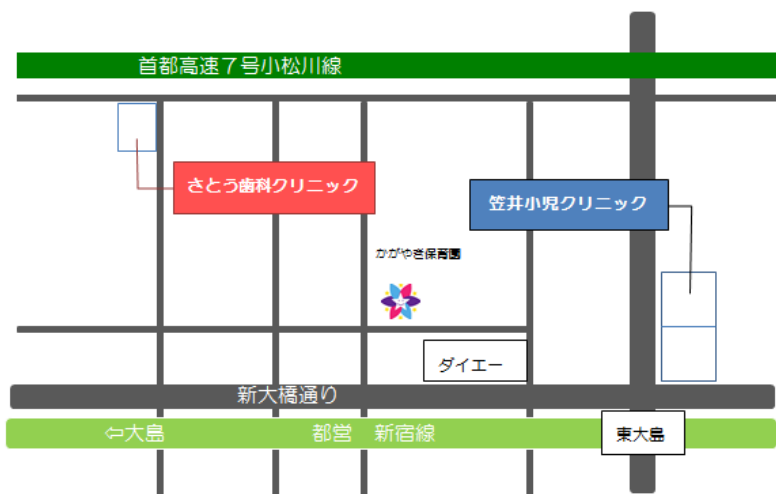 首都高速7号小松川線
さとう歯科クリニック
笠井小児クリニック
かがやき保育園
ダイエー
新大橋通り
⇦大島
都営 新宿線
東大島